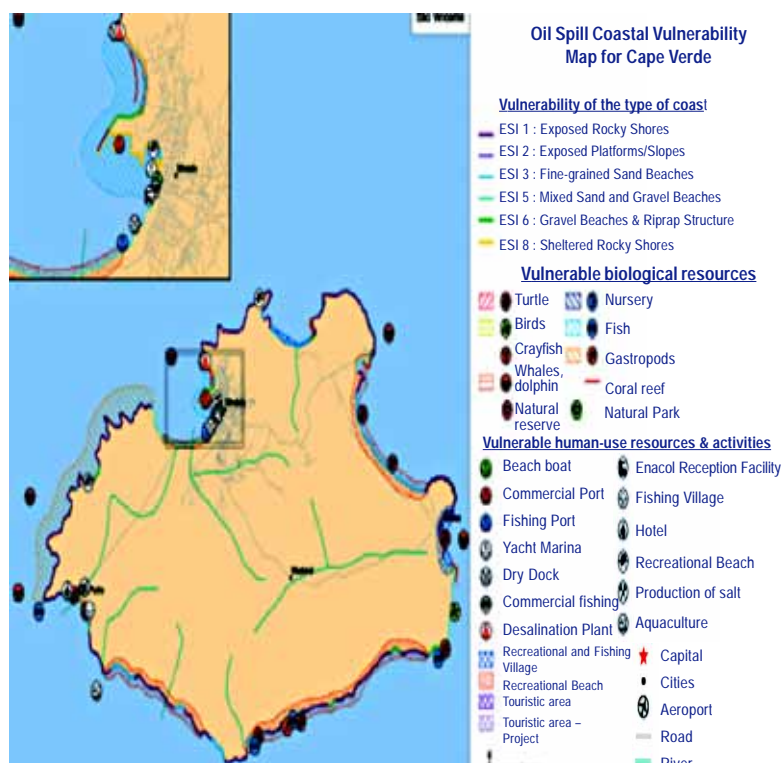 Oil Spill Coastal Vulnerability
Map for Cape Verde
Vulnerability of the type of coast
ESI 1 : Exposed Rocky Shores
ESI 2 : Exposed Platforms/Slopes
ESI 3 : Fine-grained Sand Beaches
ESI 5 : Mixed Sand and Gravel Beaches
ESI 6 : Gravel Beaches & Riprap Structure
ESI 8 : Sheltered Rocky Shores
Vulnerable biological resources
Turtle
Birds
Crayfish
Whales,
dolphin
Natural
reserve
Nursery
Fish
Gastropods
Coral reef
Natural Park
Vulnerable human-use resources & activities
Beach boat
Commercial Port
Fishing Port
Yacht Marina
Dry Dock
Commercial fishing
Desalination Plant
Recreational and Fishing
Village
Recreational Beach
Touristic area
Touristic area –
Project
Enacol Reception Facility
Fishing Village
Hotel
Recreational Beach
Production of salt
Aquaculture
Capital
Cities
Aeroport
Road
River